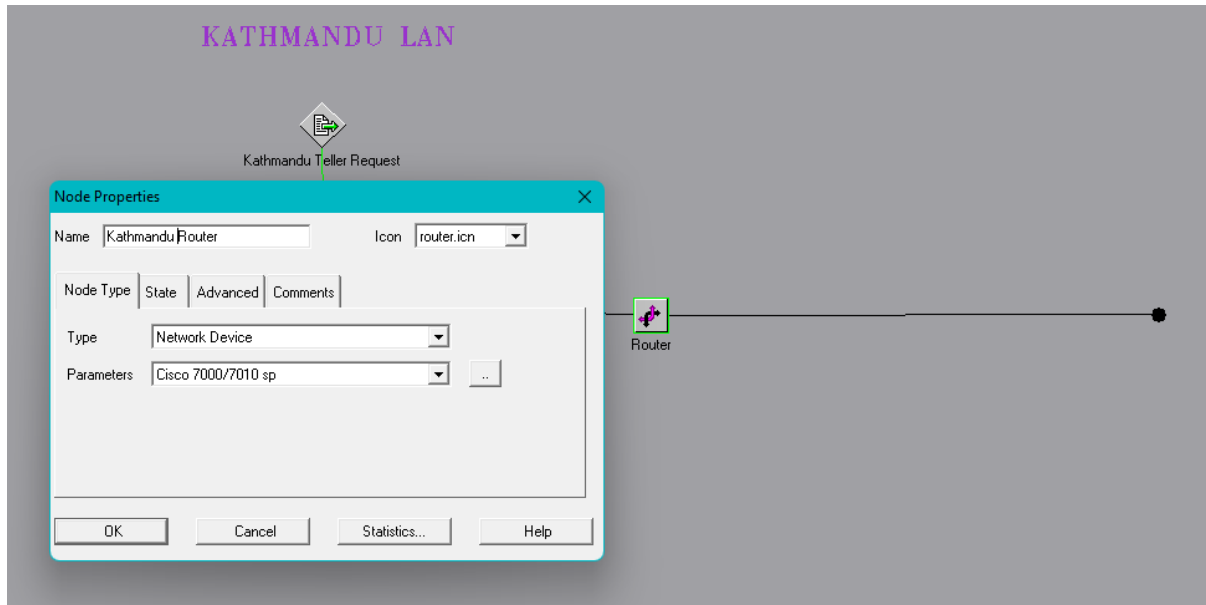 KATHMANDU LAN
Kathmandu Teller Request
Node Properties
Name Kathmandu Router Icon router.icn
Node Type State Advanced Comments
Type Network Device
Parameters Cisco 7000/7010 sp ..
Router
OK Cancel Statistics... Help